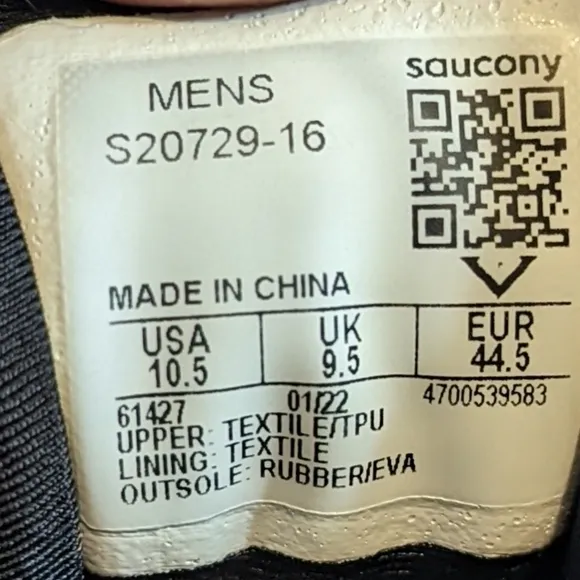 saucony
MENS
S20729-16
MADE IN CHINA
USA UK EUR
10.5 9.5 44.5
61427 01/22 4700539583
UPPER: TEXTILE/TPU
LINING: TEXTILE
OUTSOLE: RUBBER/EVA